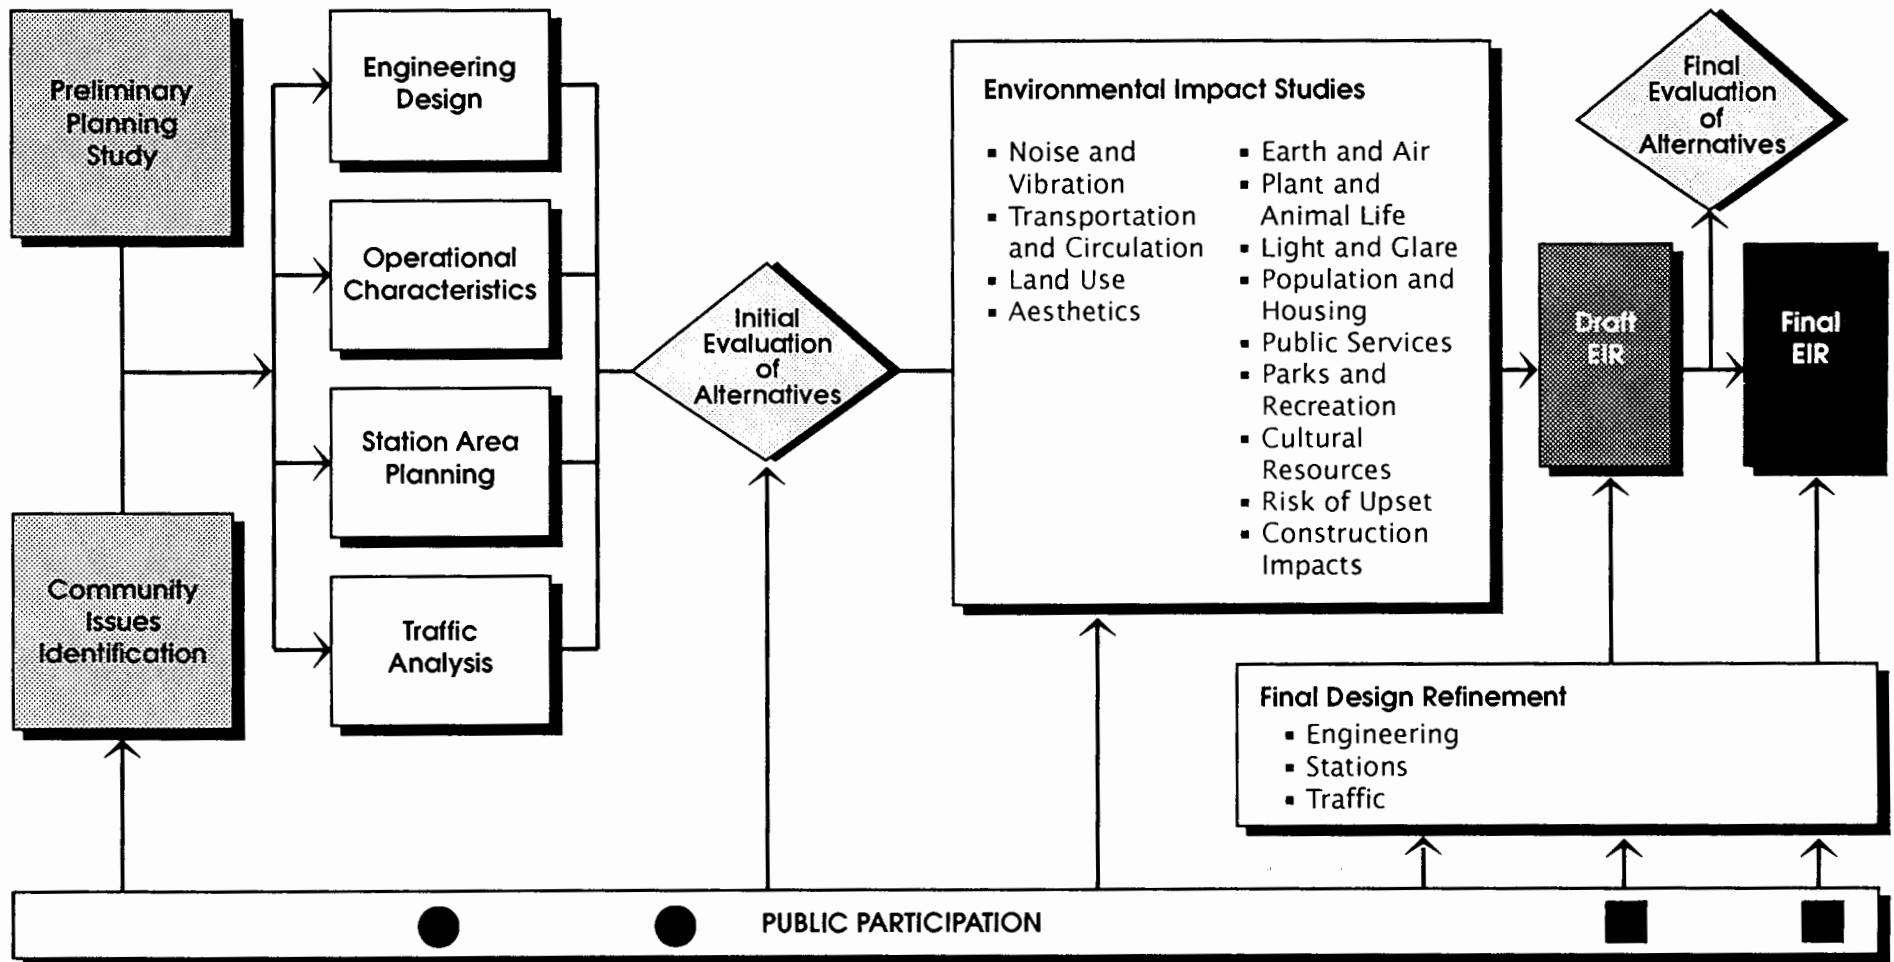 Preliminary
Planning
Study
Community
Issues
Identification
Engineering
Design
Operational
Characteristics
Station Area
Planning
Traffic
Analysis
Initial
Evaluation
of
Alternatives
Environmental Impact Studies
▪ Noise and
Vibration
▪ Transportation
and Circulation
▪ Land Use
▪ Aesthetics
▪ Earth and Air
▪ Plant and
Animal Life
▪ Light and Glare
▪ Population and
Housing
▪ Public Services
▪ Parks and
Recreation
▪ Cultural
Resources
▪ Risk of Upset
▪ Construction
Impacts
Final
Evaluation
of
Alternatives
Draft
EIR
Final
EIR
Final Design Refinement
▪ Engineering
▪ Stations
▪ Traffic
PUBLIC PARTICIPATION